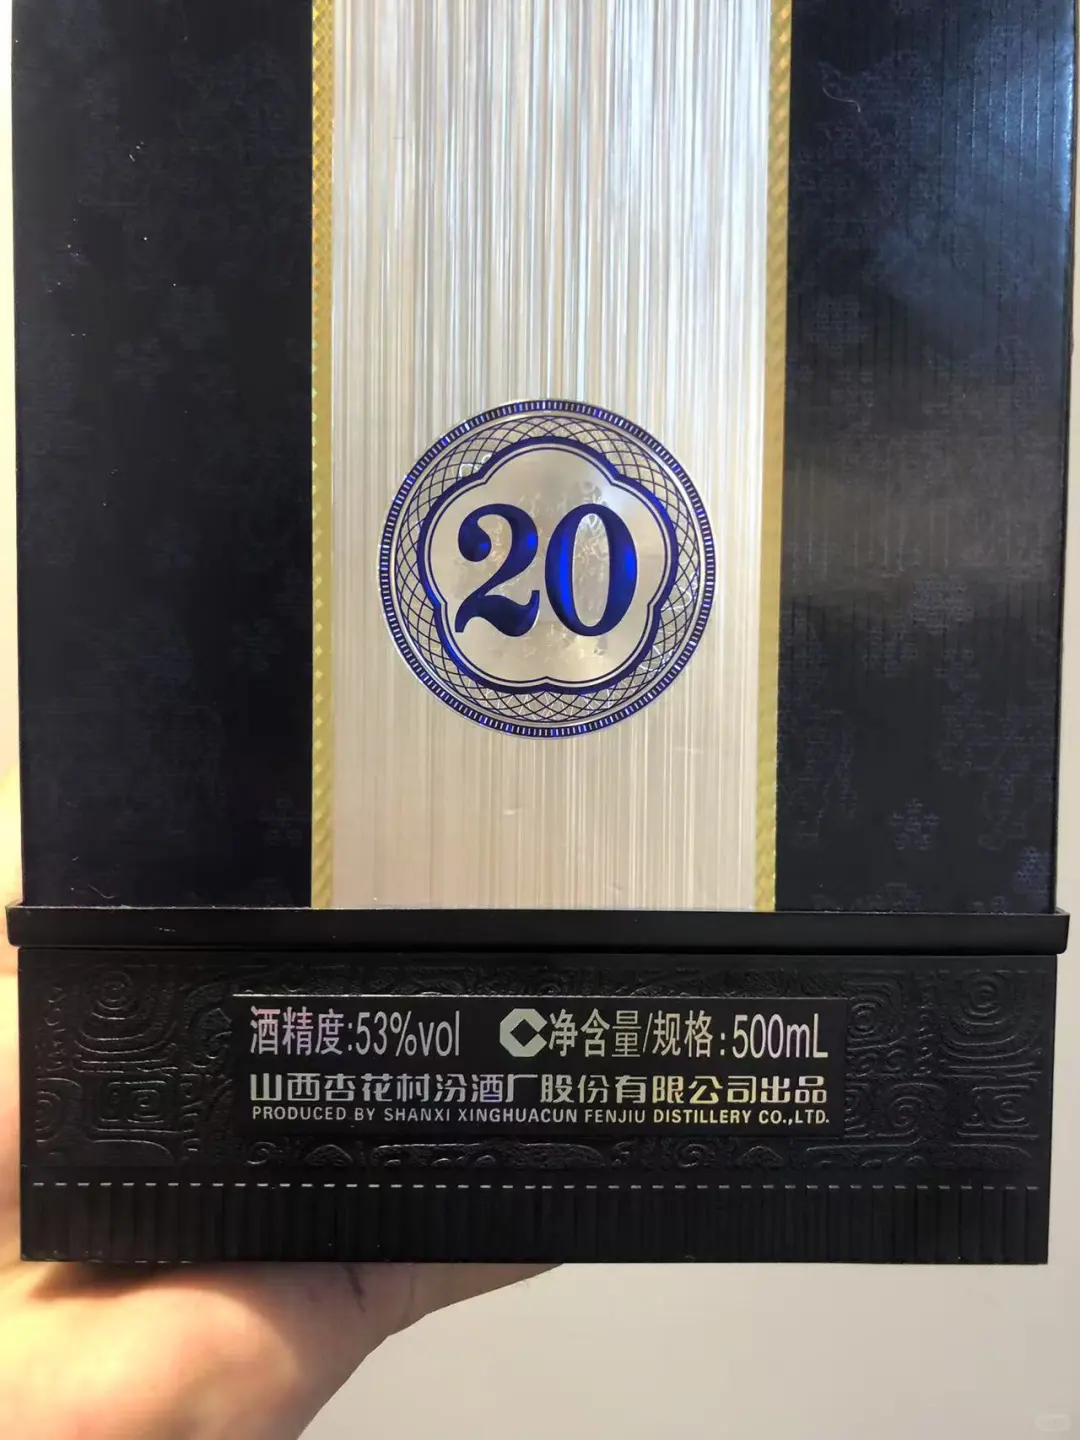 20
酒精度:53%vol 净含量/规格:500mL
山西杏花村汾酒厂股份有限公司出品
PRODUCED BY SHANXI XINGHUACUN FENJIU DISTILLERY CO.,LTD.